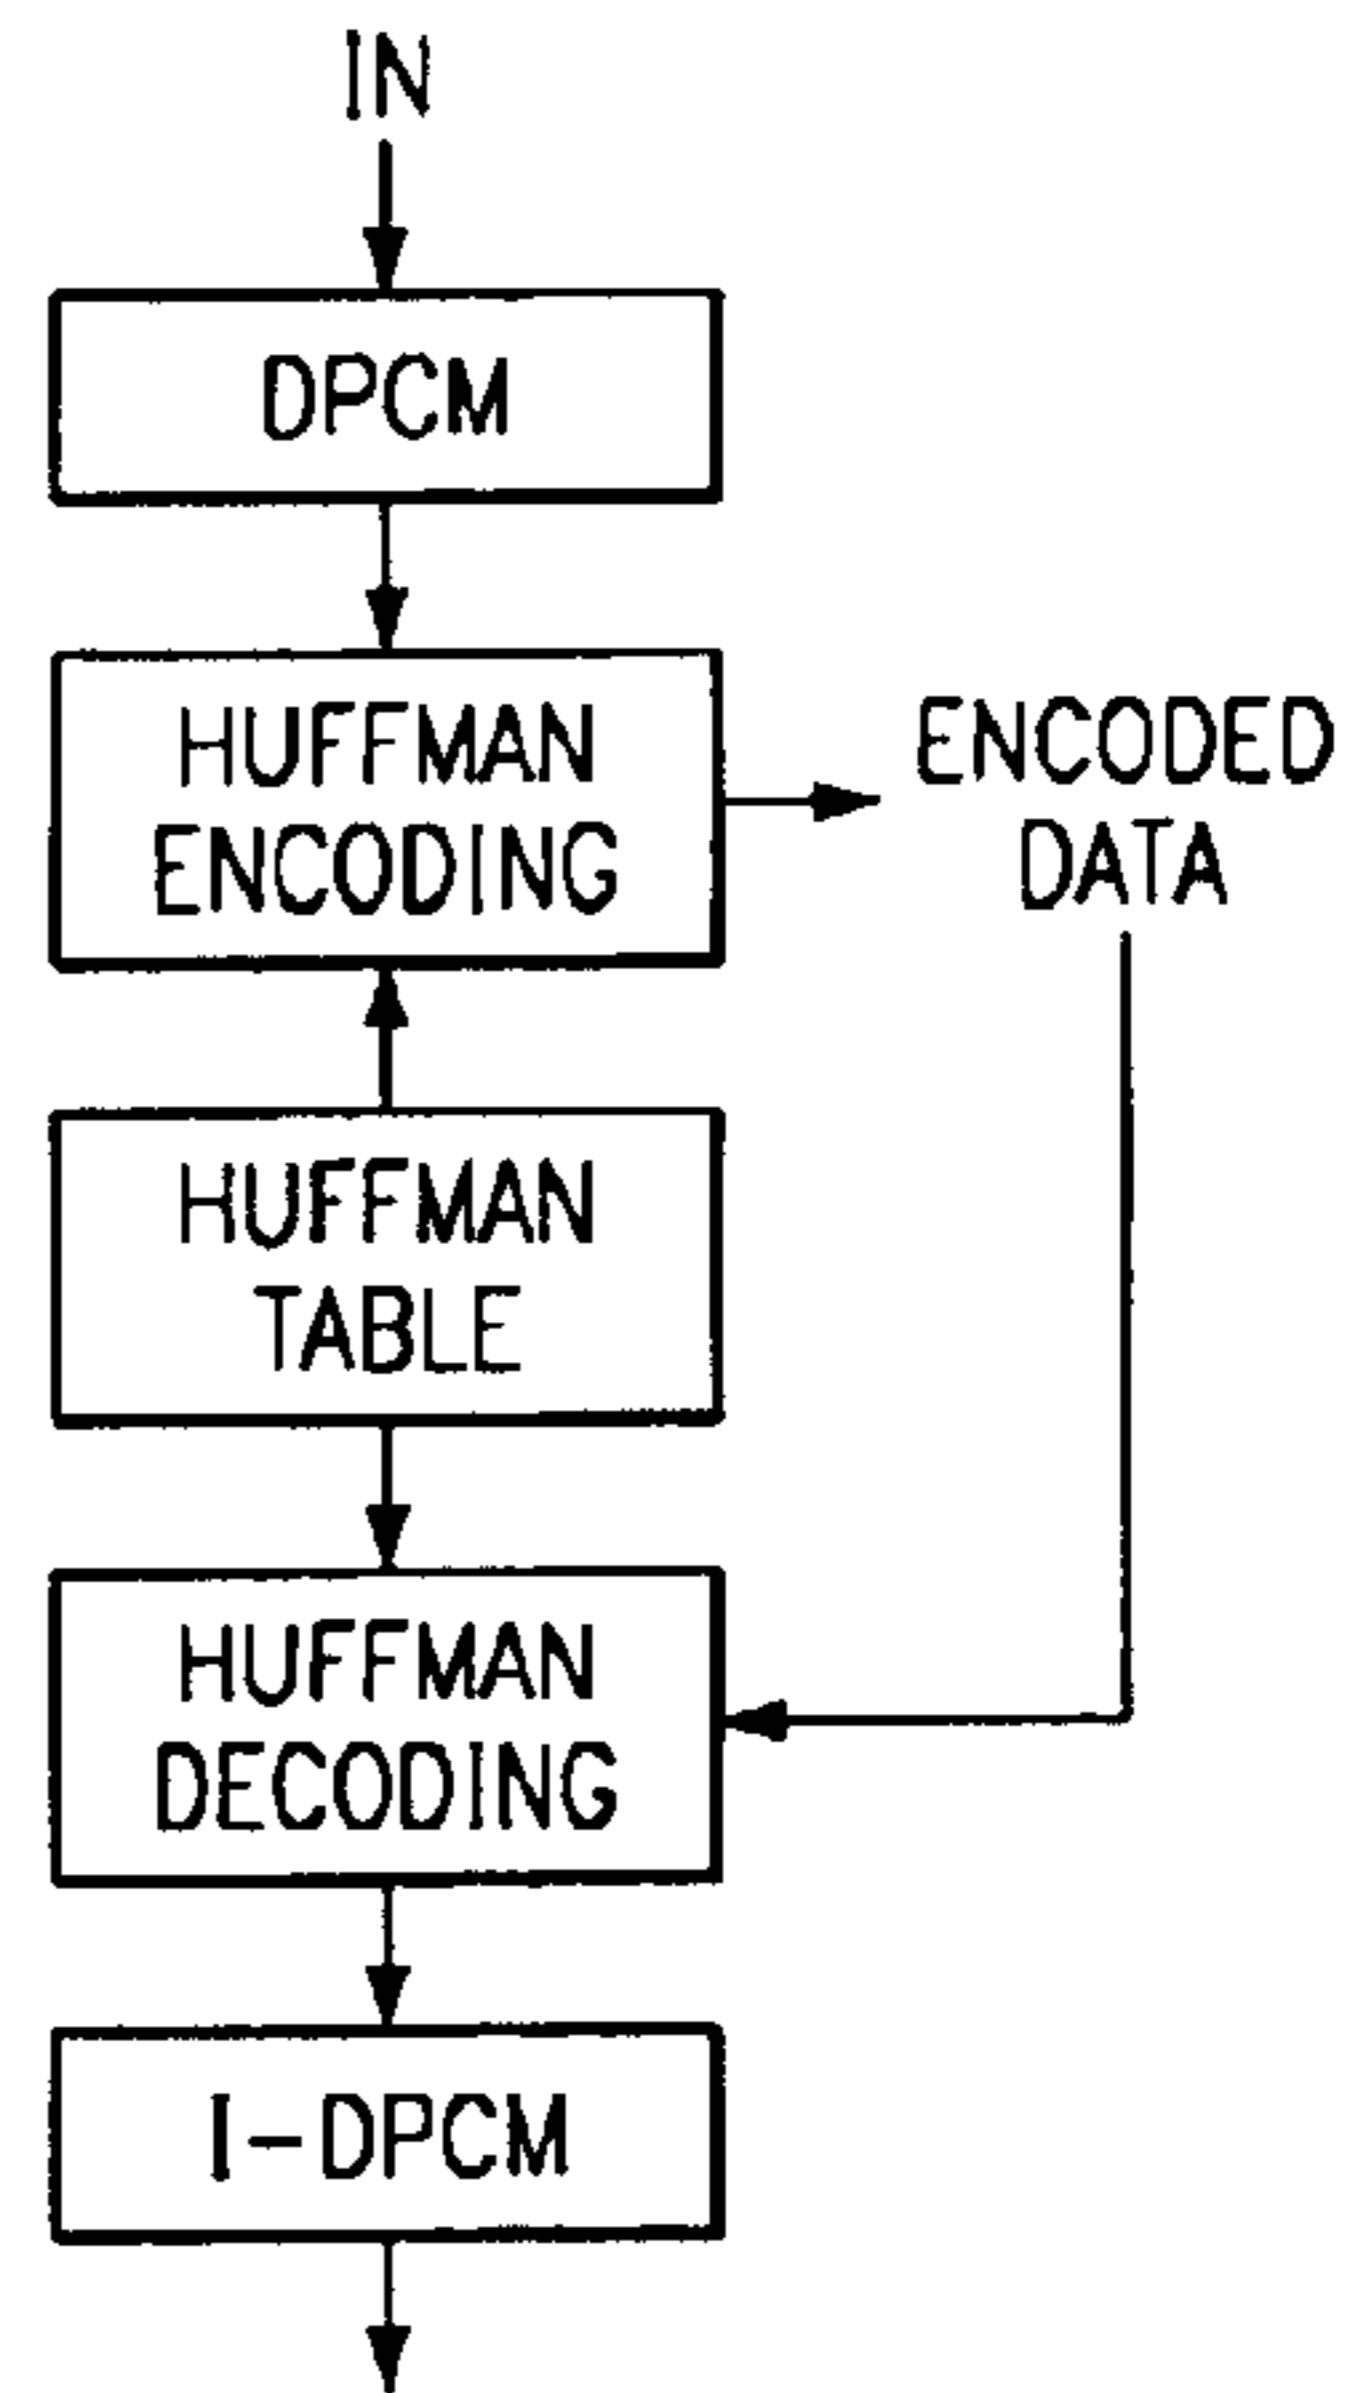 IN
DPCM
HUFFMAN
ENCODING
ENCODED
DATA
HUFFMAN
TABLE
HUFFMAN
DECODING
I-DPCM